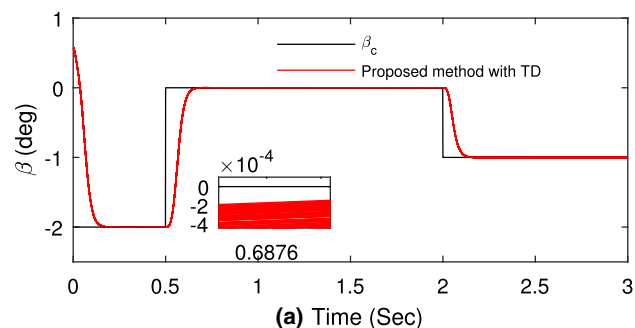 1
0
-1
-2
β (deg)
β_c
Proposed method with TD
×10^-4
0
-2
-4
0.6876
0 0.5 1 1.5 2 2.5 3
(a) Time (Sec)